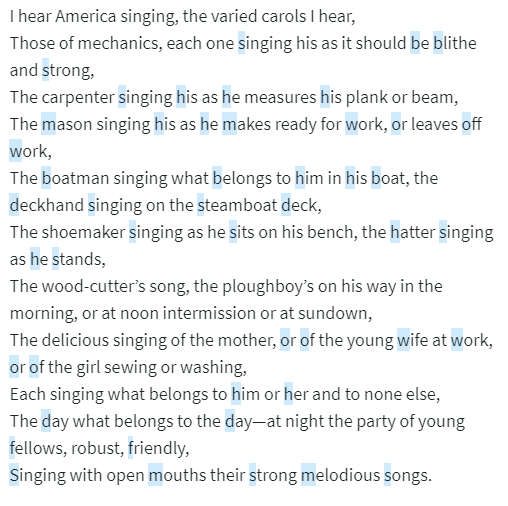 I hear America singing, the varied carols I hear,
Those of mechanics, each one singing his as it should be blithe
and strong,
The carpenter singing his as he measures his plank or beam,
The mason singing his as he makes ready for work, or leaves off
work,
The boatman singing what belongs to him in his boat, the
deckhand singing on the steamboat deck,
The shoemaker singing as he sits on his bench, the hatter singing
as he stands,
The wood-cutter’s song, the ploughboy’s on his way in the
morning, or at noon intermission or at sundown,
The delicious singing of the mother, or of the young wife at work,
or of the girl sewing or washing,
Each singing what belongs to him or her and to none else,
The day what belongs to the day—at night the party of young
fellows, robust, friendly,
Singing with open mouths their strong melodious songs.